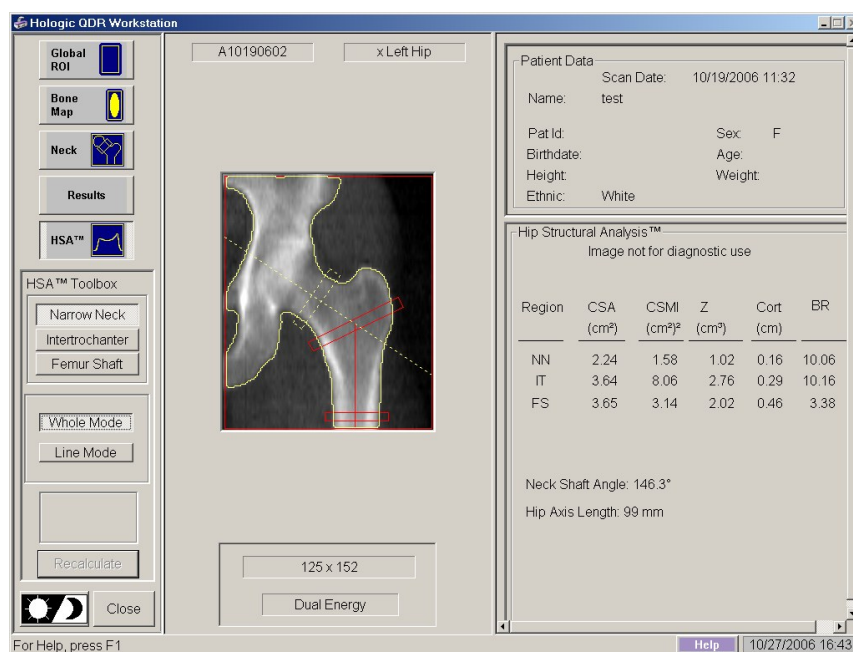 Hologic QDR Workstation
Global ROI
Bone Map
Neck
Results
HSA™
HSA™ Toolbox
Narrow Neck
Intertrochanter
Femur Shaft
Whole Mode
Line Mode
Recalculate
Close
A10190602 x Left Hip
125 x 152
Dual Energy
Patient Data
Scan Date: 10/19/2006 11:32
Name: test
Pat Id: Sex: F
Birthdate: Age:
Height: Weight:
Ethnic: White
Hip Structural Analysis™
Image not for diagnostic use
Region CSA CSMI Z Cort BR
(cm²) (cm²)² (cm³) (cm)
NN 2.24 1.58 1.02 0.16 10.06
IT 3.64 8.06 2.76 0.29 10.16
FS 3.65 3.14 2.02 0.46 3.38
Neck Shaft Angle: 146.3°
Hip Axis Length: 99 mm
For Help, press F1 Help 10/27/2006 16:43